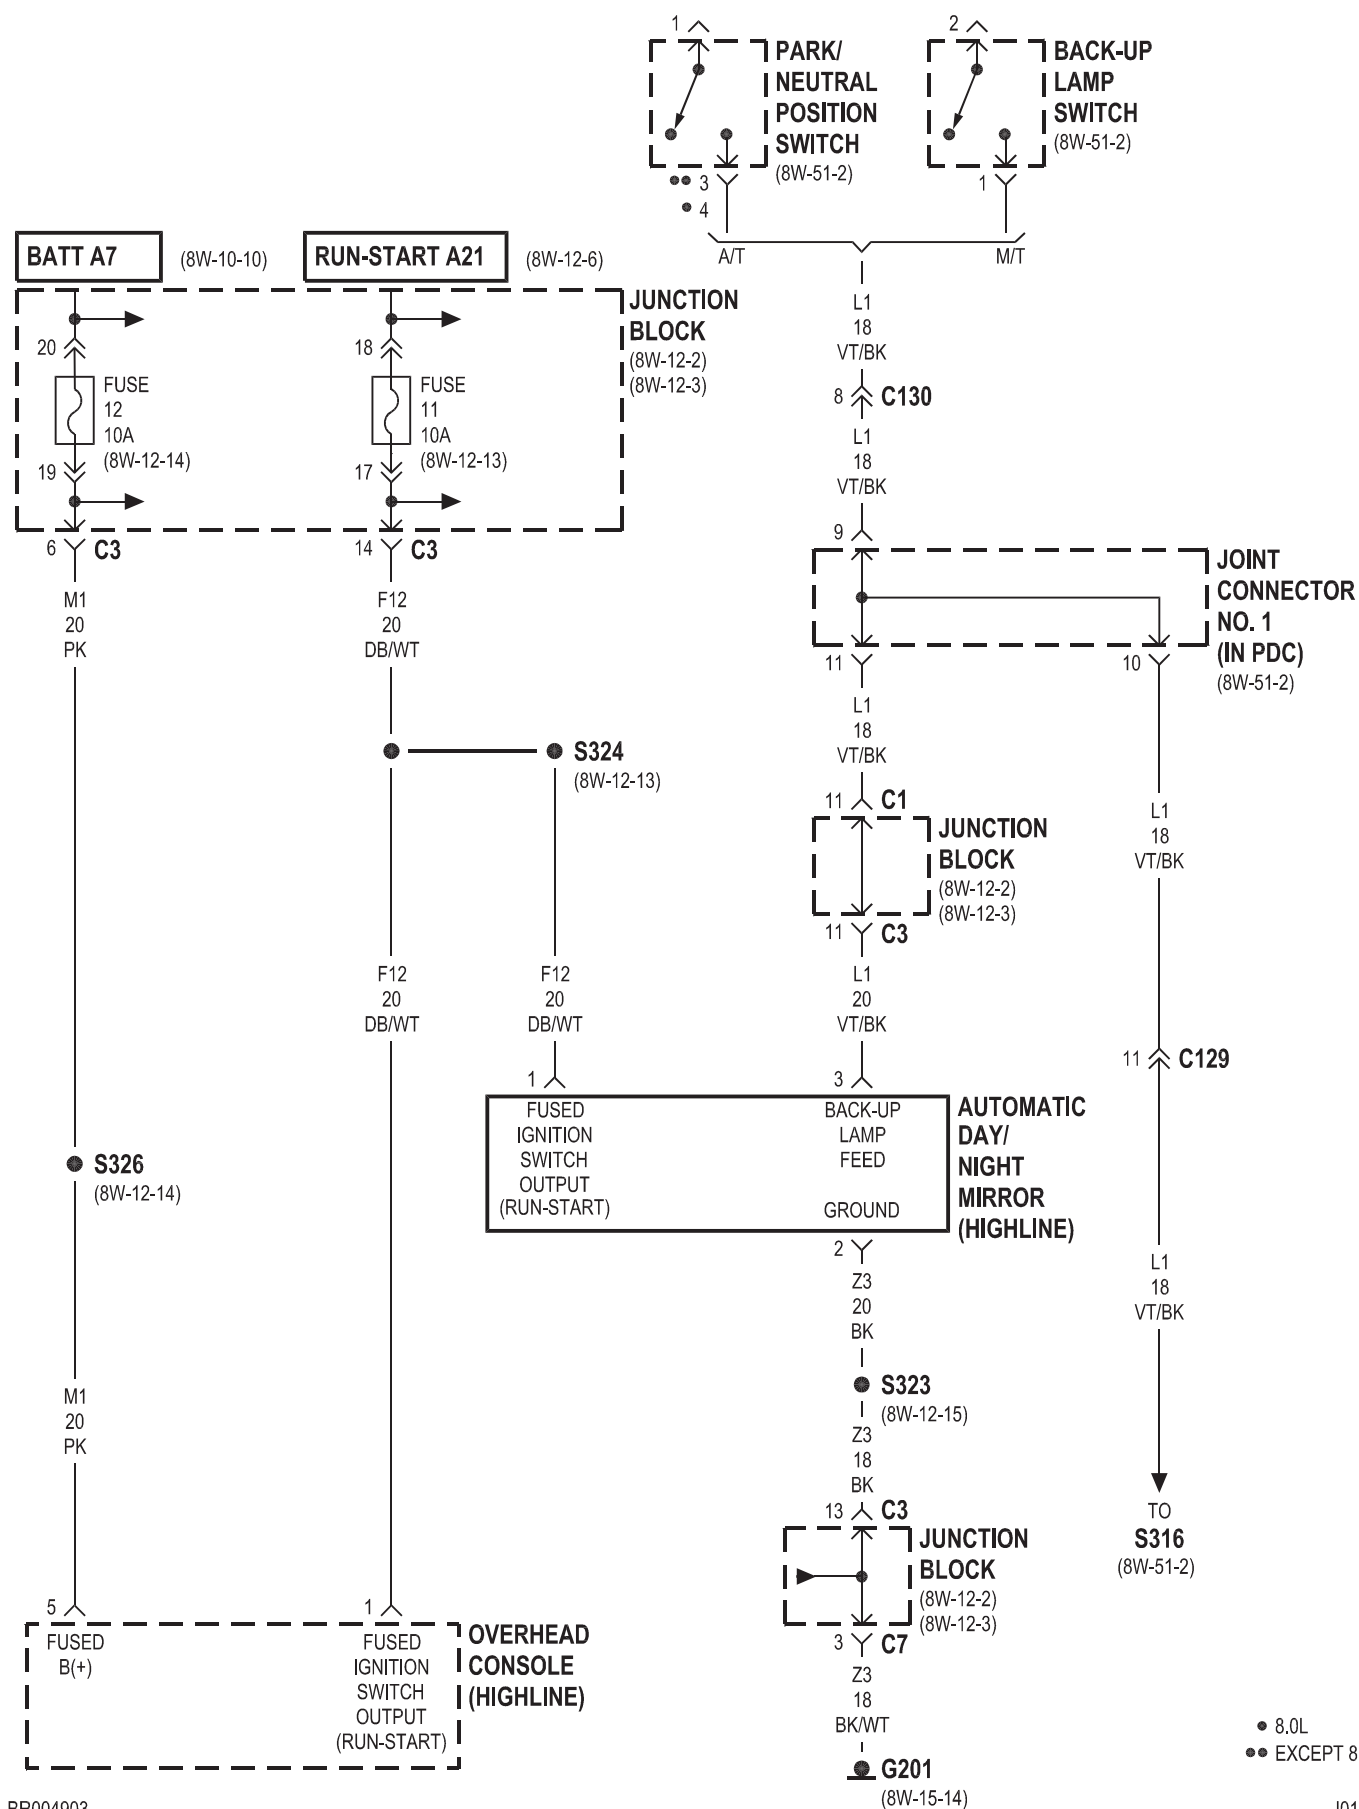 1
PARK/
NEUTRAL
POSITION
SWITCH
(8W-51-2)
3
4
A/T
2
BACK-UP
LAMP
SWITCH
(8W-51-2)
1
M/T
BATT A7
(8W-10-10)
RUN-START A21
(8W-12-6)
JUNCTION
BLOCK
(8W-12-2)
(8W-12-3)
20
FUSE
12
10A
(8W-12-14)
19
18
FUSE
11
10A
(8W-12-13)
17
6
C3
14
C3
L1
18
VT/BK
8
C130
L1
18
VT/BK
9
JOINT
CONNECTOR
NO. 1
(IN PDC)
(8W-51-2)
11
10
M1
20
PK
F12
20
DB/WT
S324
(8W-12-13)
L1
18
VT/BK
11
C1
JUNCTION
BLOCK
(8W-12-2)
(8W-12-3)
11
C3
L1
18
VT/BK
F12
20
DB/WT
F12
20
DB/WT
L1
20
VT/BK
11
C129
1
3
FUSED
IGNITION
SWITCH
OUTPUT
(RUN-START)
BACK-UP
LAMP
FEED
GROUND
AUTOMATIC
DAY/
NIGHT
MIRROR
(HIGHLINE)
S326
(8W-12-14)
2
Z3
20
BK
L1
18
VT/BK
S323
(8W-12-15)
M1
20
PK
Z3
18
BK
13
C3
JUNCTION
BLOCK
(8W-12-2)
(8W-12-3)
TO
S316
(8W-51-2)
3
C7
5
1
FUSED
B(+)
FUSED
IGNITION
SWITCH
OUTPUT
(RUN-START)
OVERHEAD
CONSOLE
(HIGHLINE)
Z3
18
BK/WT
G201
(8W-15-14)
8.0L
EXCEPT 8
BR004903
J01